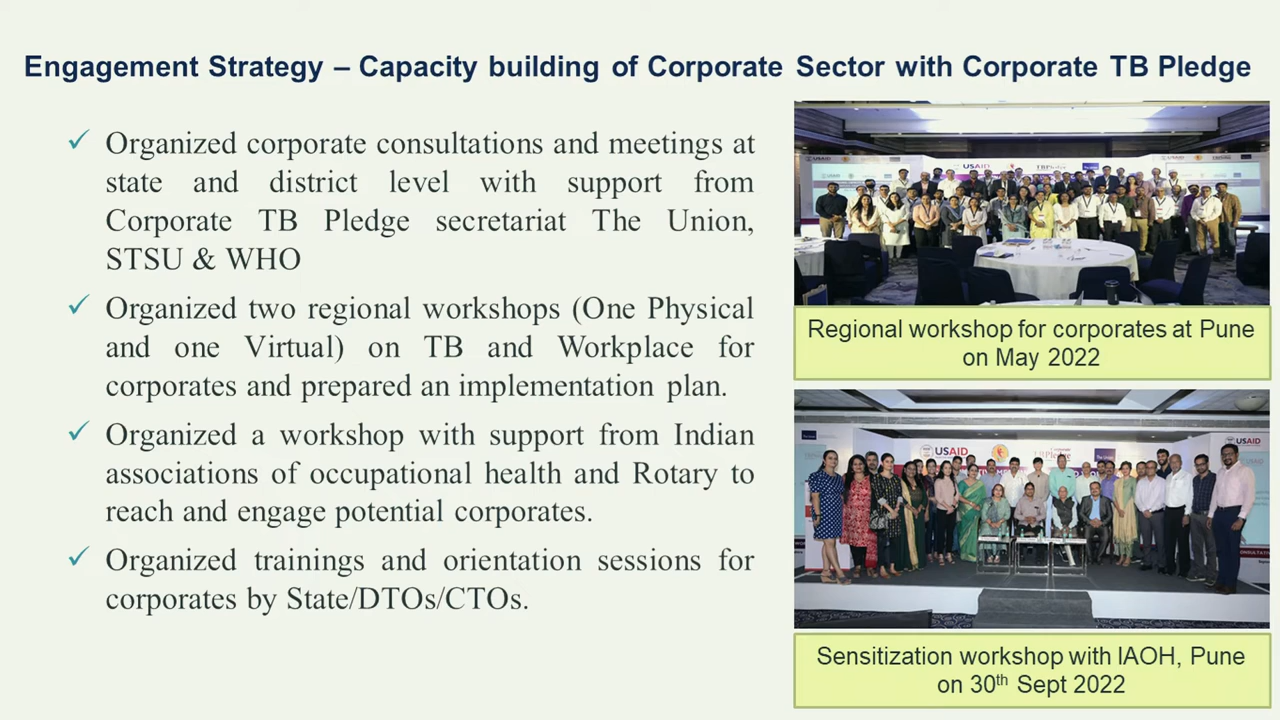 Engagement Strategy – Capacity building of Corporate Sector with Corporate TB Pledge
✓ Organized corporate consultations and meetings at
state and district level with support from
Corporate TB Pledge secretariat The Union,
STSU & WHO
✓ Organized two regional workshops (One Physical
and one Virtual) on TB and Workplace for
corporates and prepared an implementation plan.
✓ Organized a workshop with support from Indian
associations of occupational health and Rotary to
reach and engage potential corporates.
✓ Organized trainings and orientation sessions for
corporates by State/DTOs/CTOs.
USAID
Regional workshop for corporates at Pune
on May 2022
USAID
USAID
Sensitization workshop with IAOH, Pune
on 30th Sept 2022